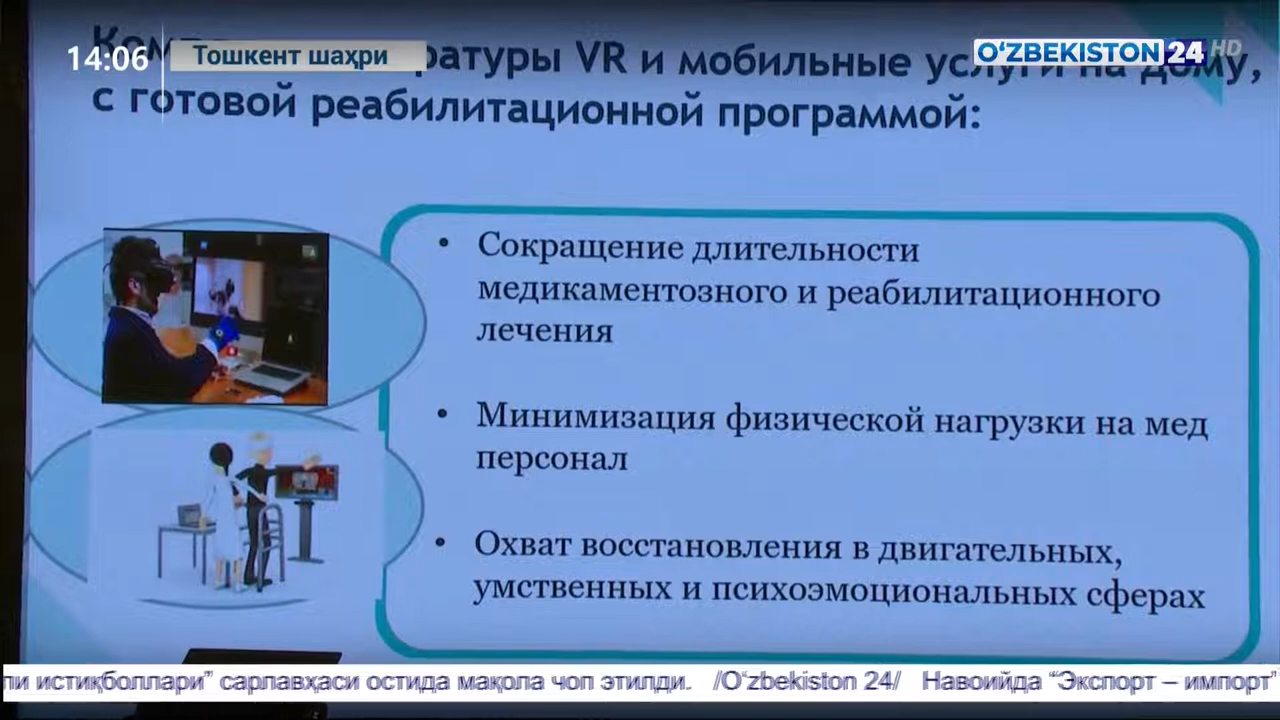 14:06
Тошкент шаҳри
O‘ZBEKISTON 24 HD
VR и мобильные услуги на дому,
с готовой реабилитационной программой:
• Сокращение длительности
медикаментозного и реабилитационного
лечения
• Минимизация физической нагрузки на мед
персонал
• Охват восстановления в двигательных,
умственных и психоэмоциональных сферах
истиқболлари” сарлавҳаси остида мақола чоп этилди. /O‘zbekiston 24/ Навоийда “Экспорт – импорт”